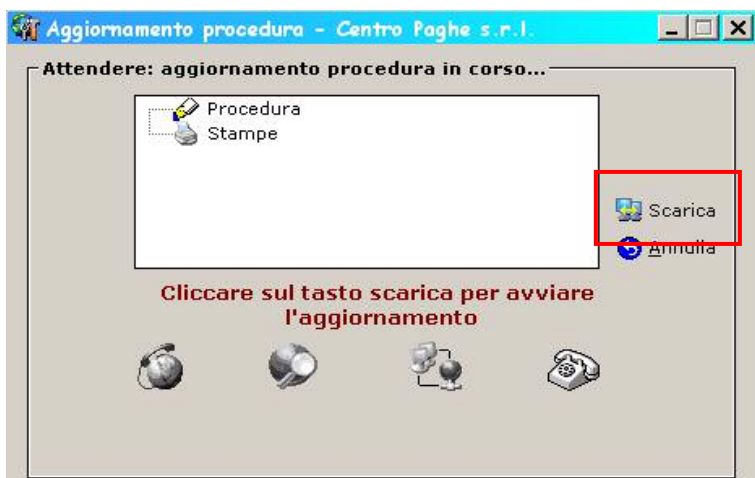 Aggiornamento procedura - Centro Paghe s.r.l.
Attendere: aggiornamento procedura in corso...
Procedura
Stampe
Scarica
Annulla
Cliccare sul tasto scarica per avviare
l'aggiornamento